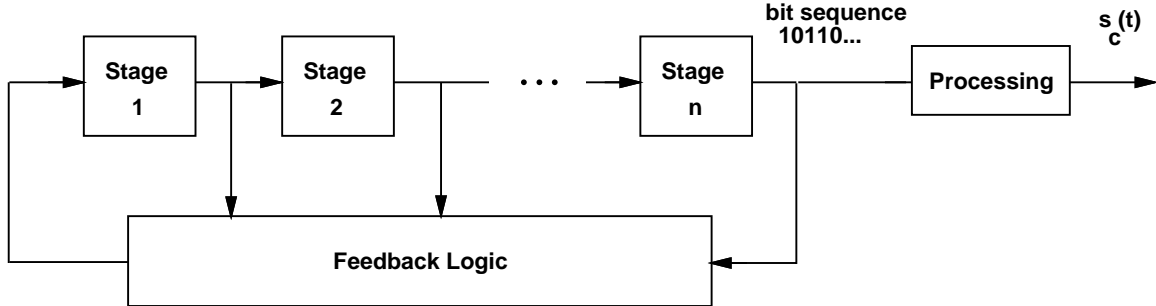 bit sequence
10110...
s (t)
c
Stage
1
Stage
2
...
Stage
n
Processing
Feedback Logic